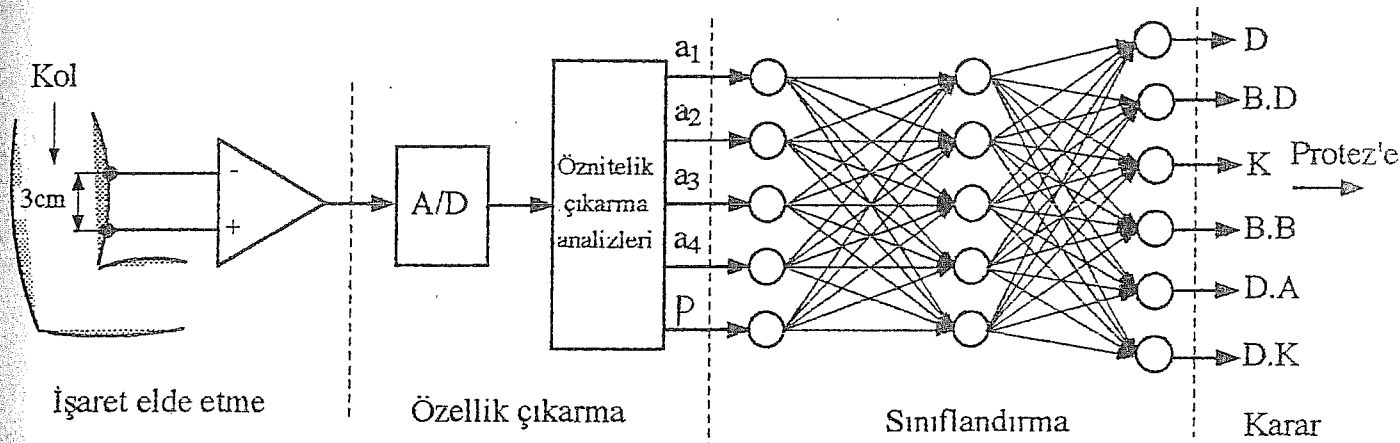 Kol
3cm
-
+
A/D
Öznitelik
çıkarma
analizleri
a1
a2
a3
a4
p
D
B.D
K
B.B
D.A
D.K
Protez'e
İşaret elde etme
Özellik çıkarma
Sınıflandırma
Karar